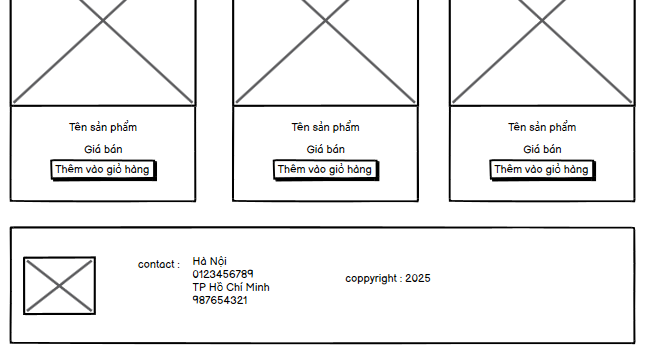 Tên sản phẩm
Giá bán
Thêm vào giỏ hàng
Tên sản phẩm
Giá bán
Thêm vào giỏ hàng
Tên sản phẩm
Giá bán
Thêm vào giỏ hàng
contact :
Hà Nội
0123456789
TP Hồ Chí Minh
987654321
coppyright : 2025